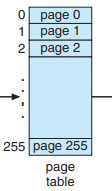 0 page 0
1 page 1
2 page 2
255 page 255
page
table